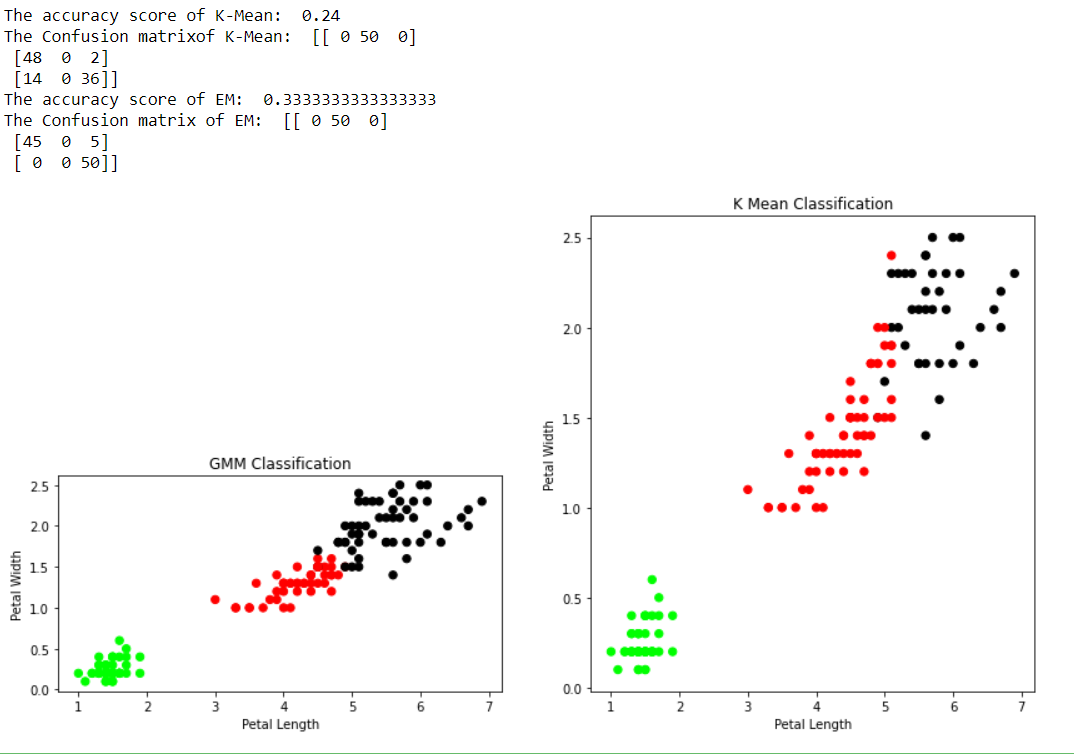 The accuracy score of K-Mean:  0.24
The Confusion matrixof K-Mean:  [[ 0 50  0]
 [48  0  2]
 [14  0 36]]
The accuracy score of EM:  0.3333333333333333
The Confusion matrix of EM:  [[ 0 50  0]
 [45  0  5]
 [ 0  0 50]]
GMM Classification
2.5
2.0
1.5
1.0
0.5
0.0
Petal Width
1 2 3 4 5 6 7
Petal Length
K Mean Classification
2.5
2.0
1.5
1.0
0.5
0.0
Petal Width
1 2 3 4 5 6 7
Petal Length